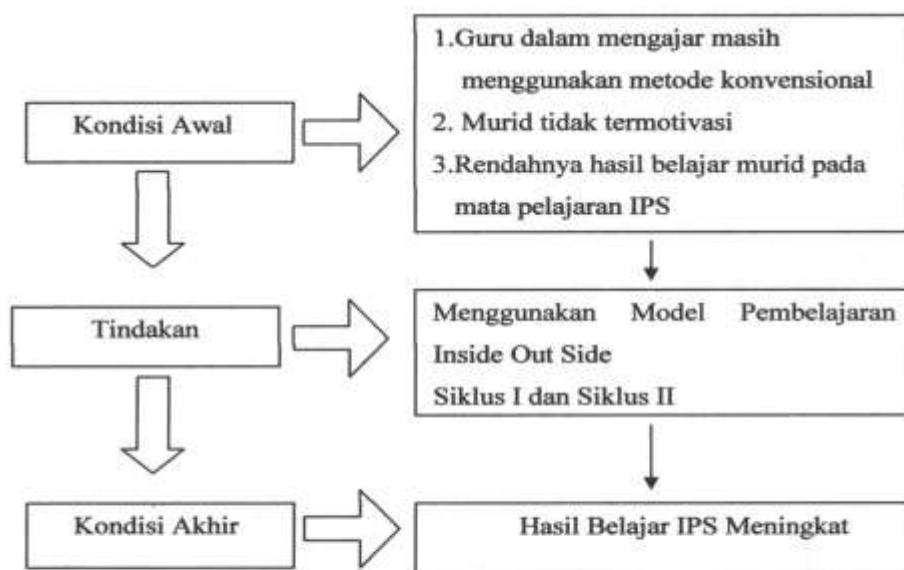 Kondisi Awal
1.Guru dalam mengajar masih
menggunakan metode konvensional
2. Murid tidak termotivasi
3.Rendahnya hasil belajar murid pada
mata pelajaran IPS
Tindakan
Menggunakan Model Pembelajaran
Inside Out Side
Siklus I dan Siklus II
Kondisi Akhir
Hasil Belajar IPS Meningkat